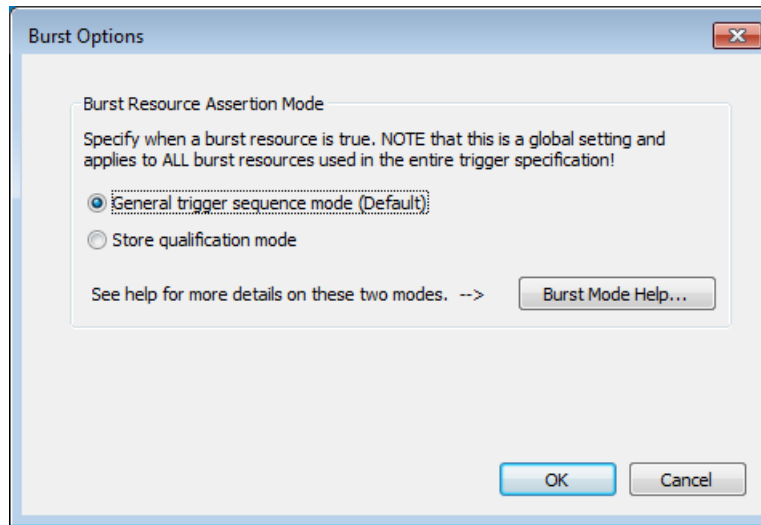 Burst Options
Burst Resource Assertion Mode
Specify when a burst resource is true. NOTE that this is a global setting and
applies to ALL burst resources used in the entire trigger specification!
General trigger sequence mode (Default)
Store qualification mode
See help for more details on these two modes. -->
Burst Mode Help...
OK
Cancel